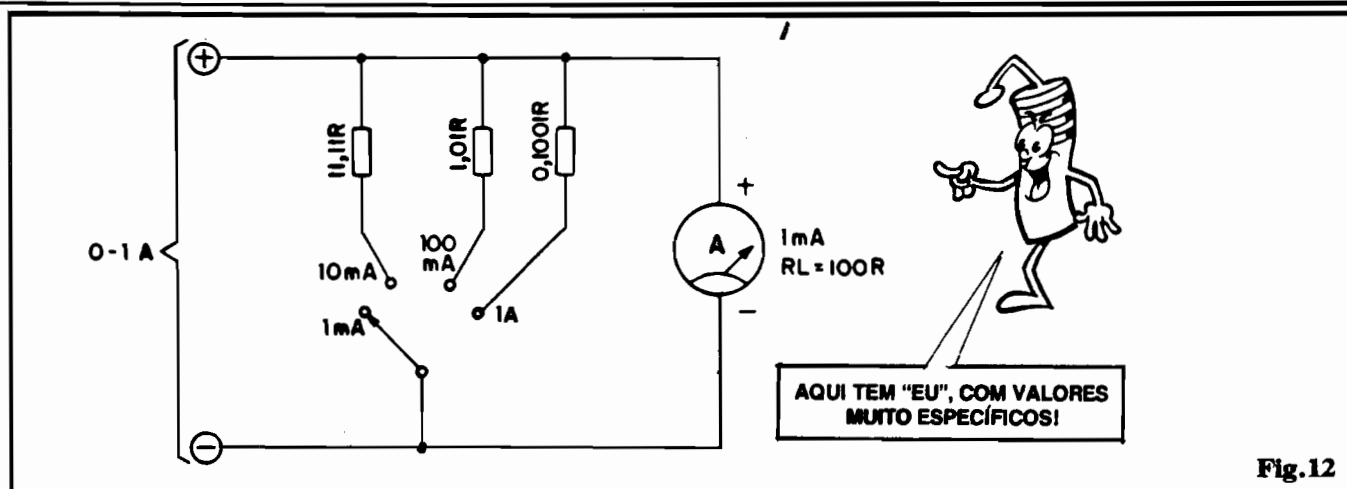 +
11,11R
1,01R
0,1001R
0-1 A
10mA
100
mA
1mA
1A
+
A
1mA
RL=100R
−
−
AQUI TEM "EU", COM VALORES
MUITO ESPECÍFICOS!
Fig.12